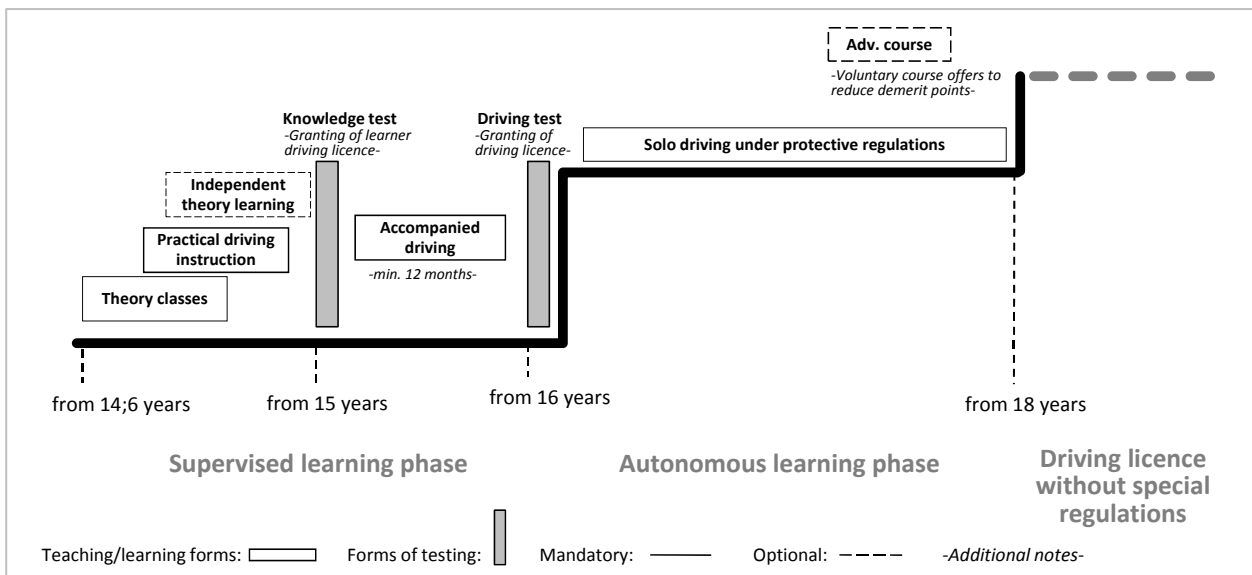 Adv. course
-Voluntary course offers to
reduce demerit points-
Knowledge test
-Granting of learner
driving licence-
Driving test
-Granting of
driving licence-
Solo driving under protective regulations
Independent
theory learning
Practical driving
instruction
Accompanied
driving
-min. 12 months-
Theory classes
from 14;6 years
from 15 years
from 16 years
from 18 years
Supervised learning phase
Autonomous learning phase
Driving licence
without special
regulations
Teaching/learning forms:
Forms of testing:
Mandatory:
Optional:
-Additional notes-